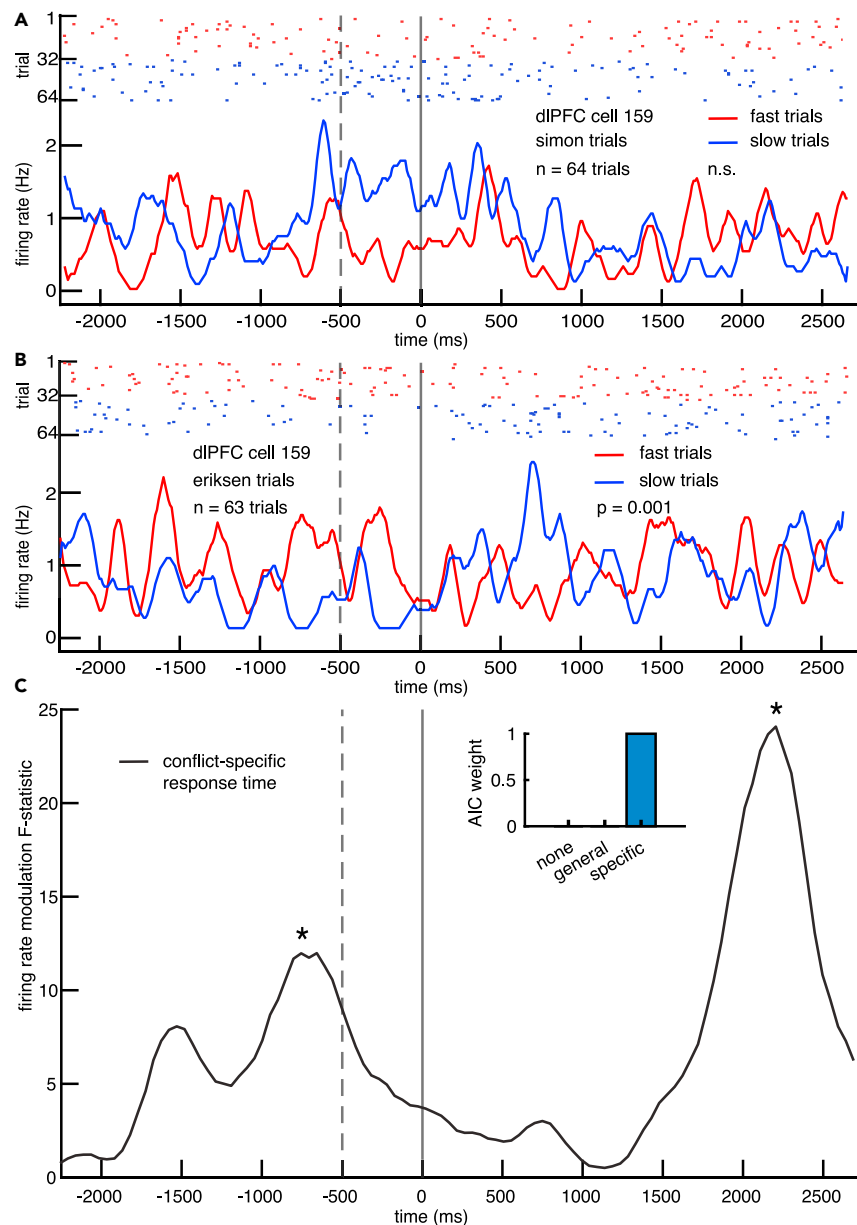 A
1
trial
32
64
dlPFC cell 159
fast trials
simon trials
slow trials
n = 64 trials
n.s.
2
firing rate (Hz)
1
0
-2000 -1500 -1000 -500 0 500 1000 1500 2000 2500
time (ms)
B
1
trial
32
64
dlPFC cell 159
fast trials
eriksen trials
slow trials
n = 63 trials
p = 0.001
2
firing rate (Hz)
1
0
-2000 -1500 -1000 -500 0 500 1000 1500 2000 2500
time (ms)
C
25
*
conflict-specific
response time
1
AIC weight
0.5
0
none
general
specific
20
15
*
firing rate modulation F-statistic
10
5
0
-2000 -1500 -1000 -500 0 500 1000 1500 2000 2500
time (ms)